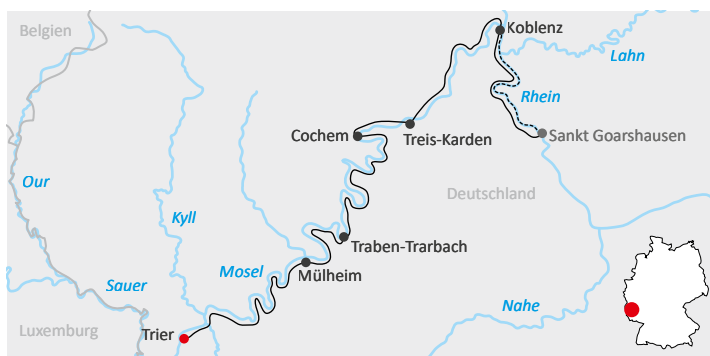 Belgien
Koblenz
Lahn
Rhein
Cochem
Treis-Karden
Sankt Goarshausen
Our
Deutschland
Kyll
Traben-Trarbach
Mosel
Mülheim
Sauer
Nahe
Luxemburg
Trier